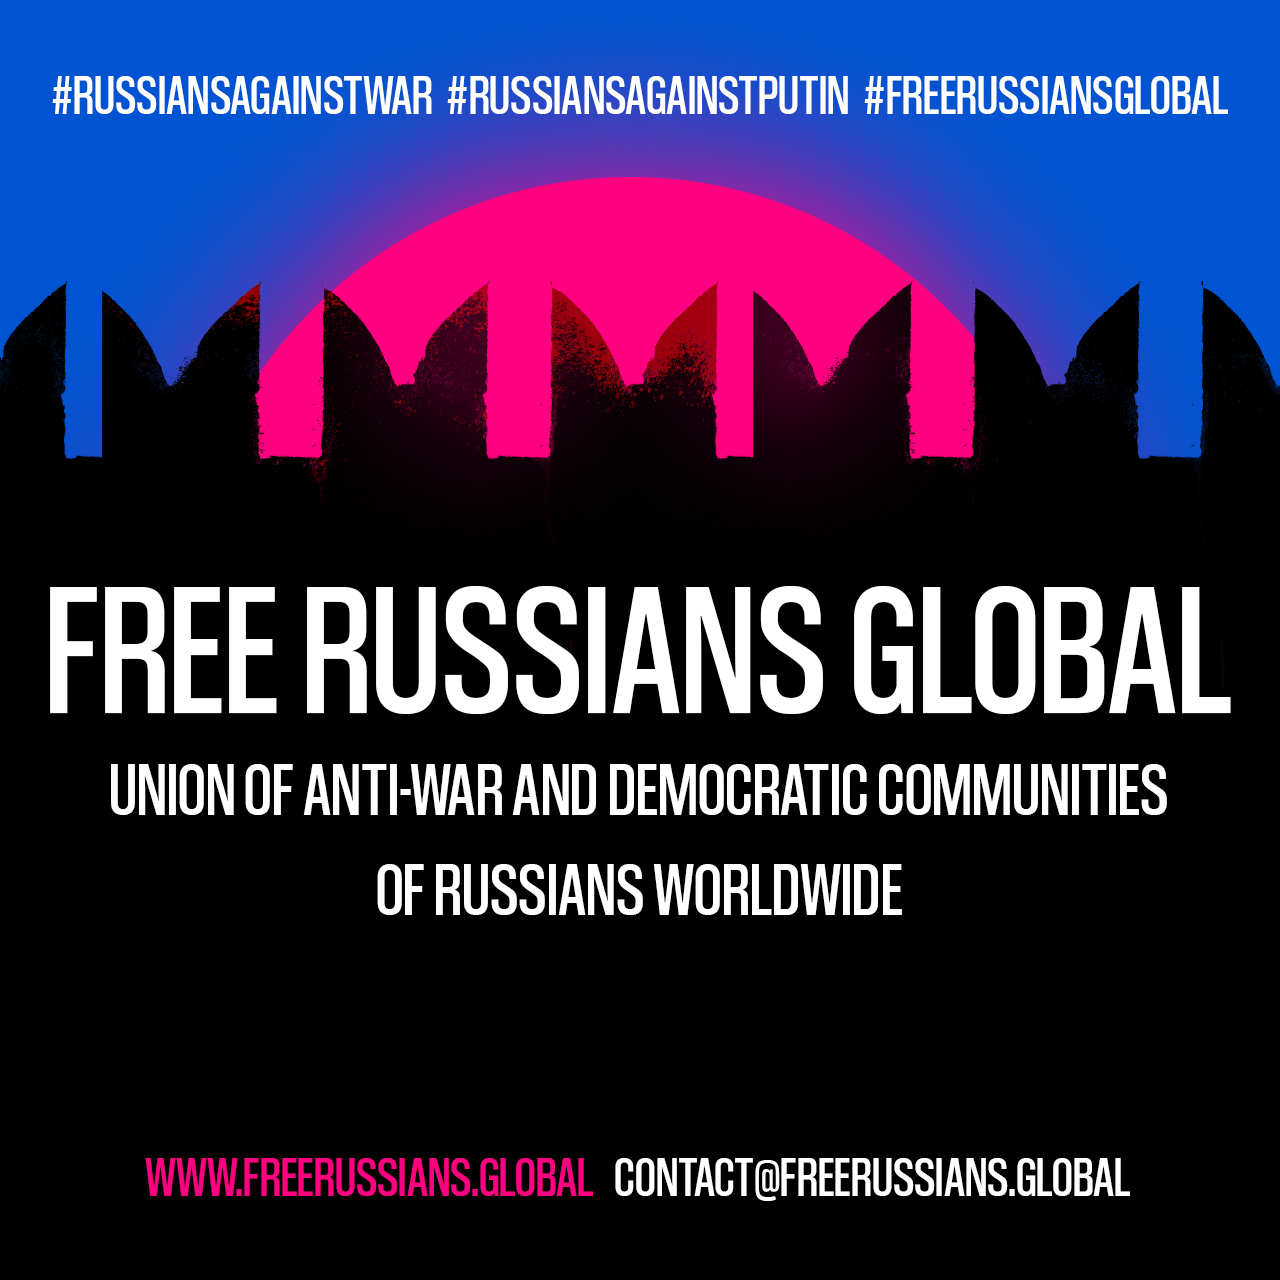 #RUSSIANSAGAINSTWAR #RUSSIANSAGAINSTPUTIN #FREERUSSIANSGLOBAL
FREE RUSSIANS GLOBAL
UNION OF ANTI-WAR AND DEMOCRATIC COMMUNITIES
OF RUSSIANS WORLDWIDE
WWW.FREERUSSIANS.GLOBAL CONTACT@FREERUSSIANS.GLOBAL